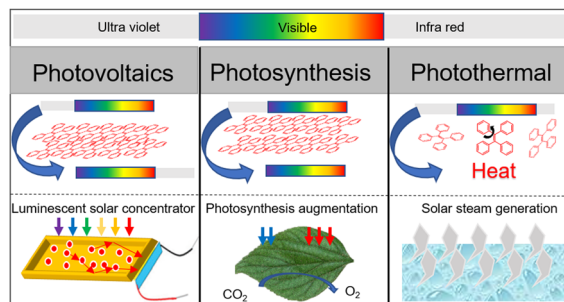 Ultra violet Visible Infra red
Photovoltaics Photosynthesis Photothermal
Heat
Luminescent solar concentrator Photosynthesis augmentation Solar steam generation
CO2 O2